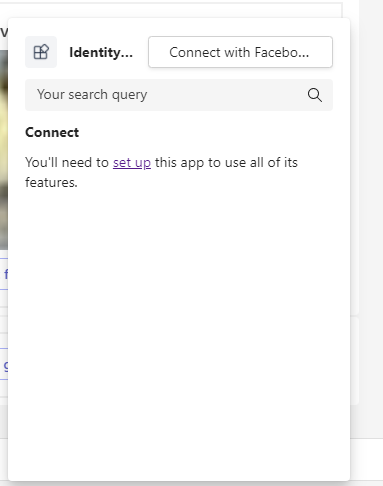 Identity...
Connect with Facebo...
Your search query
Connect
You'll need to set up this app to use all of its
features.